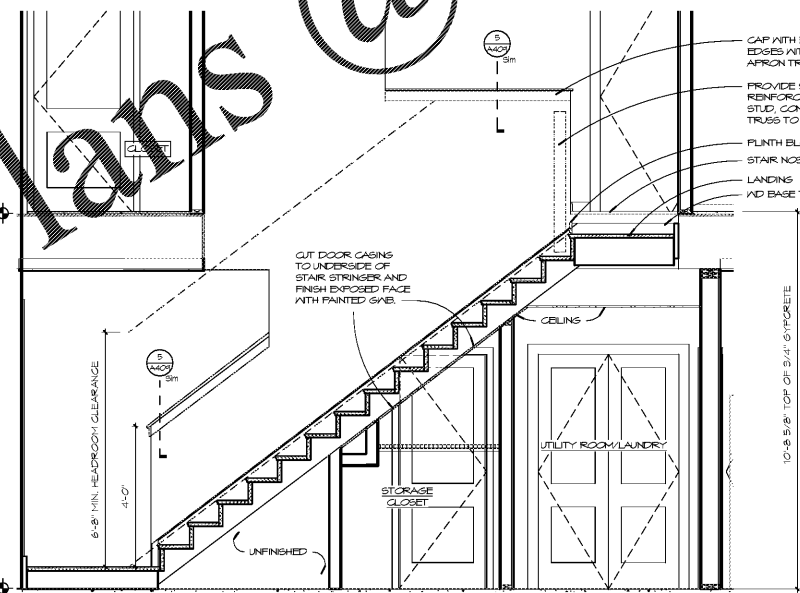 lans @
5
A409
Sim
CAP WITH
EDGES WIT
APRON TR
PROVIDE
REINFORC
STUD, CON
TRUSS TO
PLINTH BL
STAIR NOS
LANDING
WD BASE T
CLOSET
CUT DOOR CASING
TO UNDERSIDE OF
STAIR STRINGER AND
FINISH EXPOSED FACE
WITH PAINTED GWB.
CEILING
5
A409
Sim
6'-8" MIN. HEADROOM CLEARANCE
4'-0"
10'-8 5/8" TOP OF 3/4" GYPCRETE
UTILITY ROOM/LAUNDRY
STORAGE
CLOSET
UNFINISHED